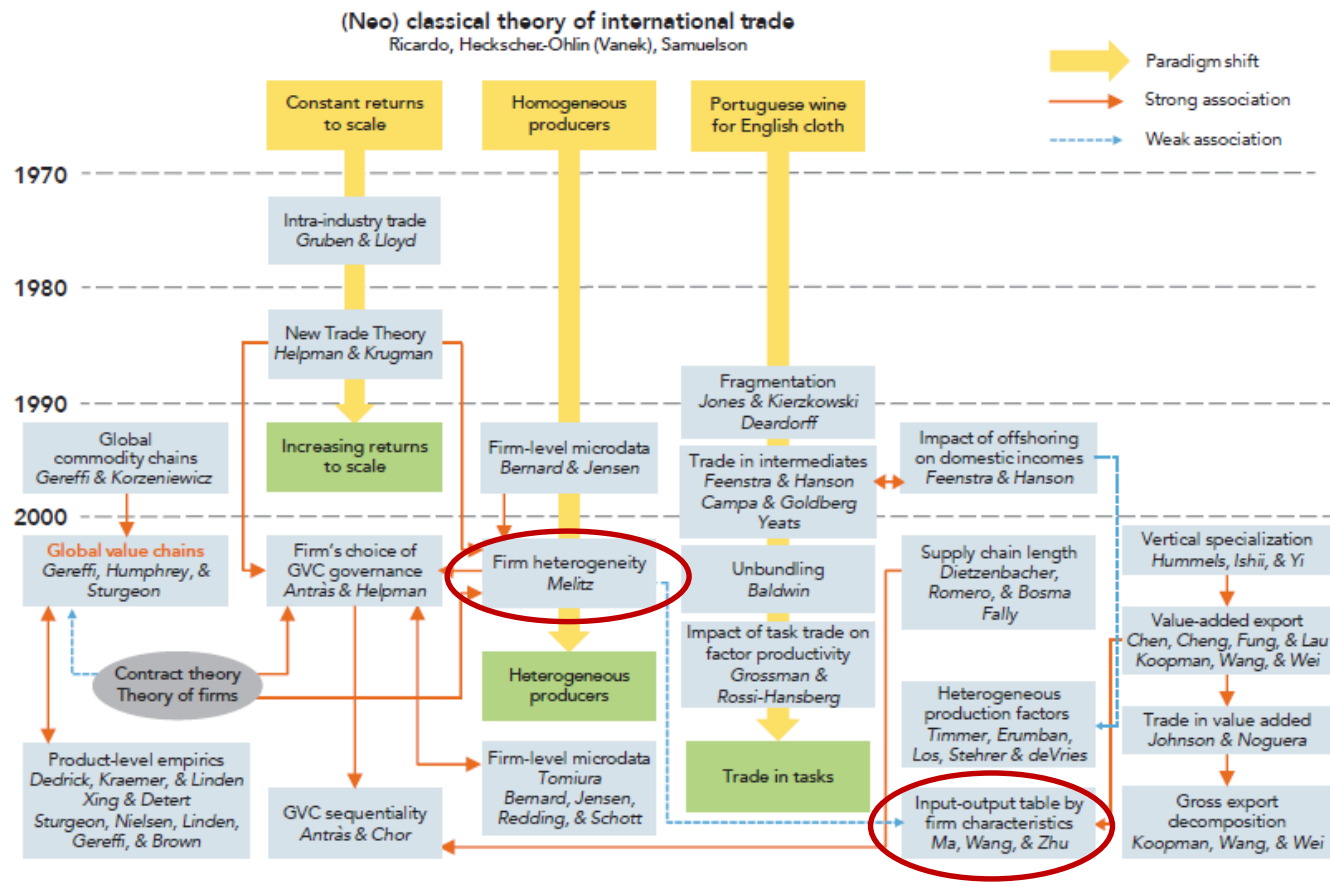 (Neo) classical theory of international trade
Ricardo, Heckscher.-Ohlin (Vanek), Samuelson
Paradigm shift
Strong association
Weak association
Constant returns
to scale
Homogeneous
producers
Portuguese wine
for English cloth
1970
Intra-industry trade
Gruben & Lloyd
1980
New Trade Theory
Helpman & Krugman
Fragmentation
Jones & Kierzkowski
Deardorff
1990
Global
commodity chains
Gereffi & Korzeniewicz
Increasing returns
to scale
Firm-level microdata
Bernard & Jensen
Trade in intermediates
Feenstra & Hanson
Campa & Goldberg
Yeats
Impact of offshoring
on domestic incomes
Feenstra & Hanson
2000
Global value chains
Gereffi, Humphrey, &
Sturgeon
Firm's choice of
GVC governance
Antràs & Helpman
Firm heterogeneity
Melitz
Unbundling
Baldwin
Supply chain length
Dietzenbacher,
Romero, & Bosma
Fally
Vertical specialization
Hummels, Ishii, & Yi
Value-added export
Chen, Cheng, Fung, & Lau
Koopman, Wang, & Wei
Contract theory
Theory of firms
Heterogeneous
producers
Impact of task trade on
factor productivity
Grossman &
Rossi-Hansberg
Heterogeneous
production factors
Timmer, Erumban,
Los, Stehrer & deVries
Trade in value added
Johnson & Noguera
Product-level empirics
Dedrick, Kraemer, & Linden
Xing & Detert
Sturgeon, Nielsen, Linden,
Gereffi, & Brown
GVC sequentiality
Antràs & Chor
Firm-level microdata
Tomiura
Bernard, Jensen,
Redding, & Schott
Trade in tasks
Input-output table by
firm characteristics
Ma, Wang, & Zhu
Gross export
decomposition
Koopman, Wang, & Wei